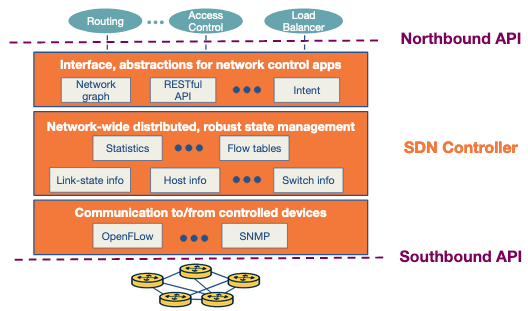 Routing
Access
Control
Load
Balancer
Northbound API
Interface, abstractions for network control apps
Network
graph
RESTful
API
Intent
Network-wide distributed, robust state management
Statistics
Flow tables
SDN Controller
Link-state info
Host info
Switch info
Communication to/from controlled devices
OpenFLow
SNMP
Southbound API